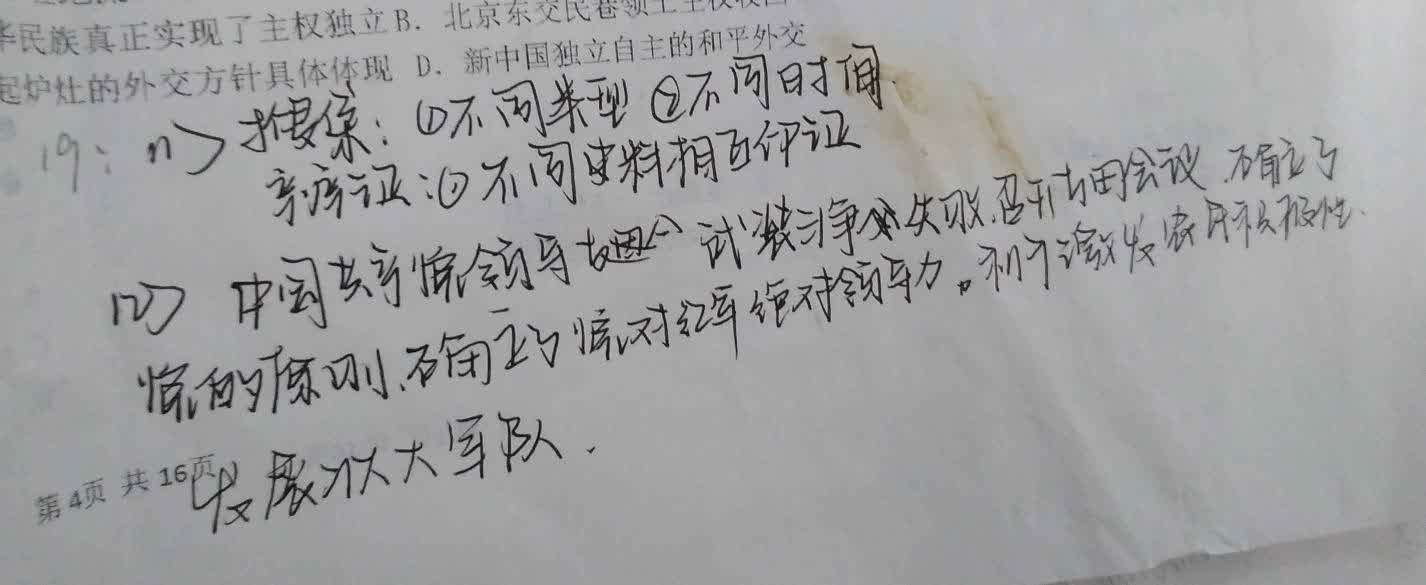 民族真正实现了主权独立B. 北京东交民巷领土主权收回
起炉灶的外交方针具体体现 D. 新中国独立自主的和平外交
19: (1) 搜集: ①不同类型 ②不同时间.
考证: ①不同史料相互印证
(2) 中国共产党领导 武装斗争 失败.召开古田会议.确立了
党的原则.确立了党对红军绝对领导力。利于激发农民积极性.
发展壮大军队.
第4页 共16页